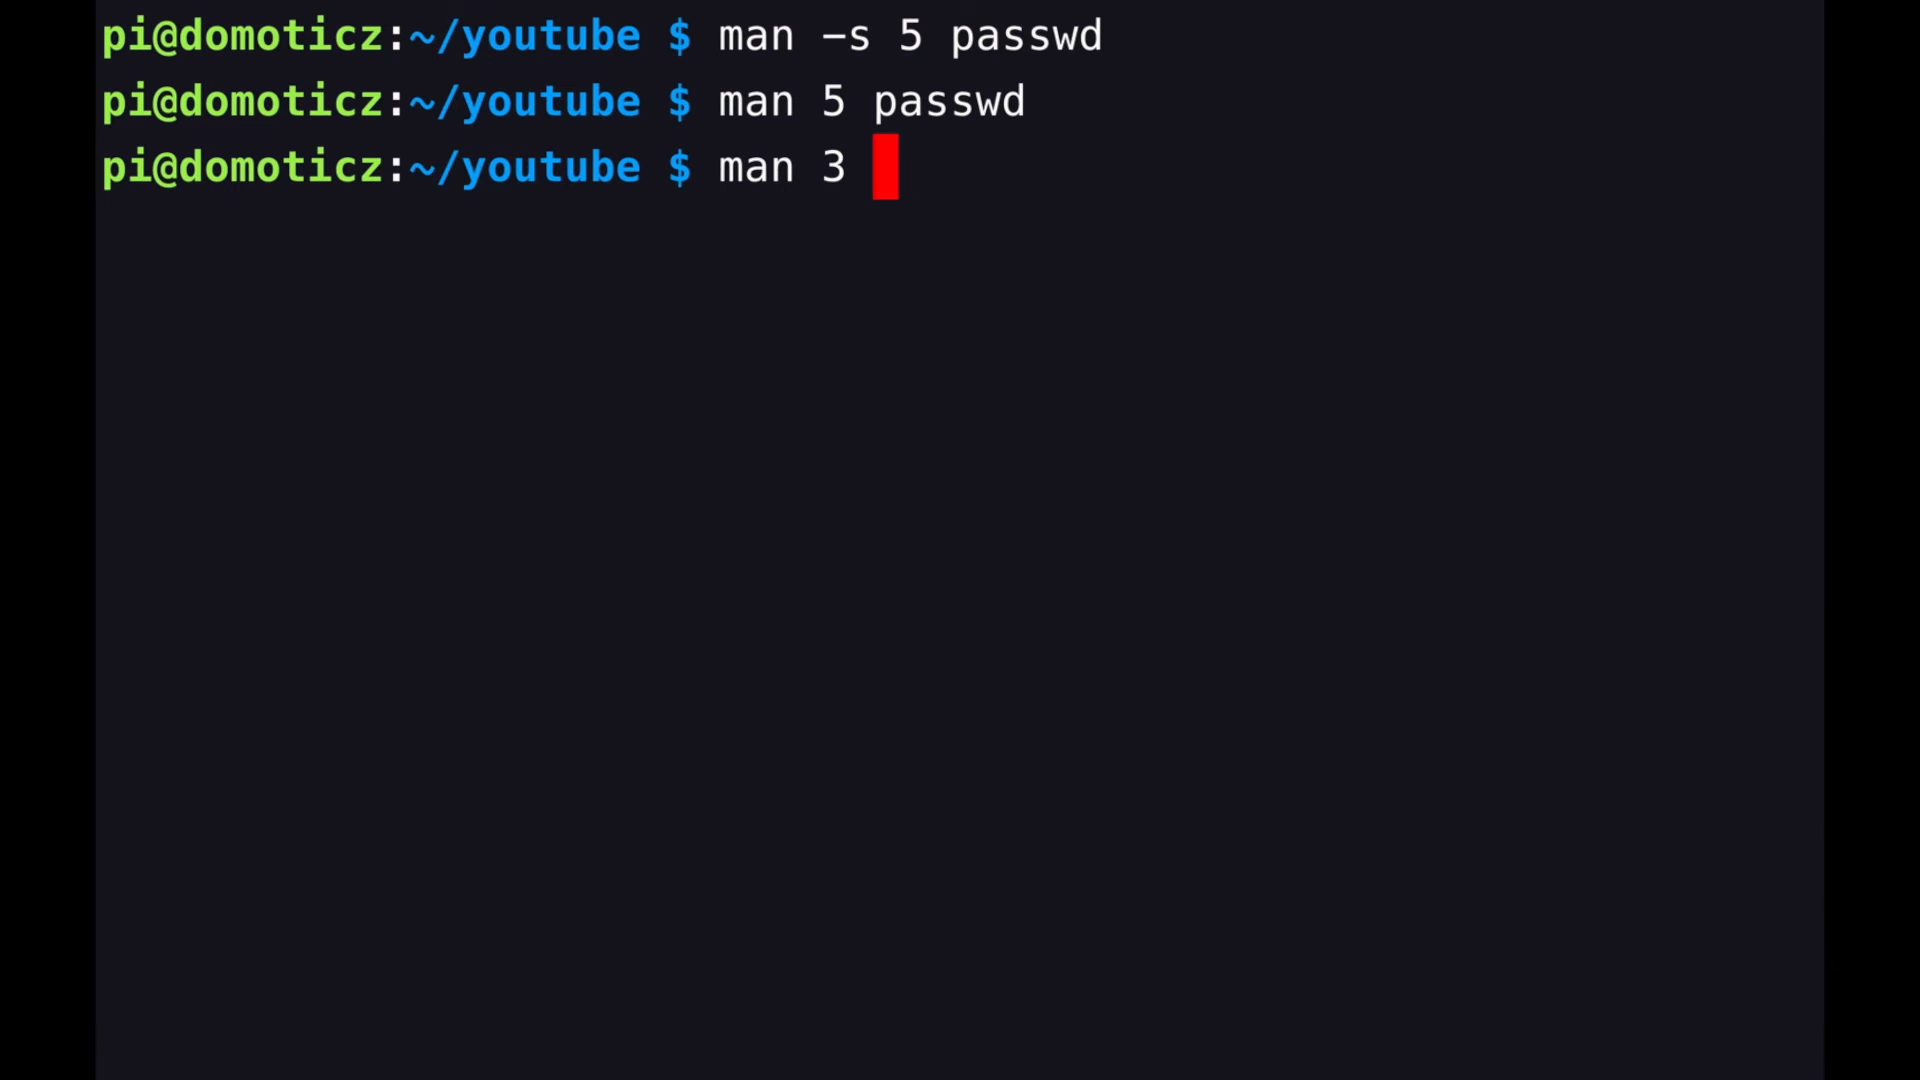 pi@domoticz:~/youtube $ man -s 5 passwd
pi@domoticz:~/youtube $ man 5 passwd
pi@domoticz:~/youtube $ man 3